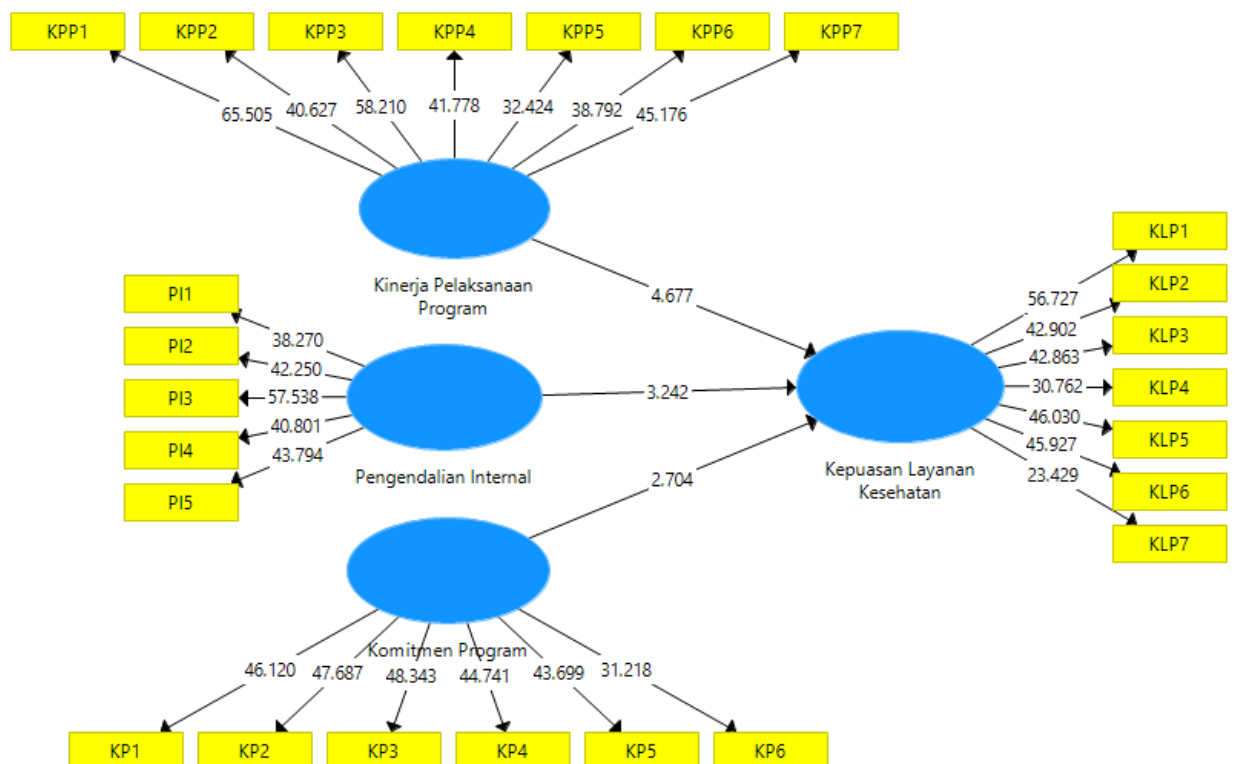 KPP1 KPP2 KPP3 KPP4 KPP5 KPP6 KPP7
65.505 40.627 58.210 41.778 32.424 38.792 45.176
Kinerja Pelaksanaan
Program
4.677
PI1
PI2
PI3
PI4
PI5
38.270
42.250
57.538
40.801
43.794
Pengendalian Internal
3.242
2.704
Kepuasan Layanan
Kesehatan
56.727
42.902
42.863
30.762
46.030
45.927
23.429
KLP1
KLP2
KLP3
KLP4
KLP5
KLP6
KLP7
Komitmen Program
46.120 47.687 48.343 44.741 43.699 31.218
KP1 KP2 KP3 KP4 KP5 KP6